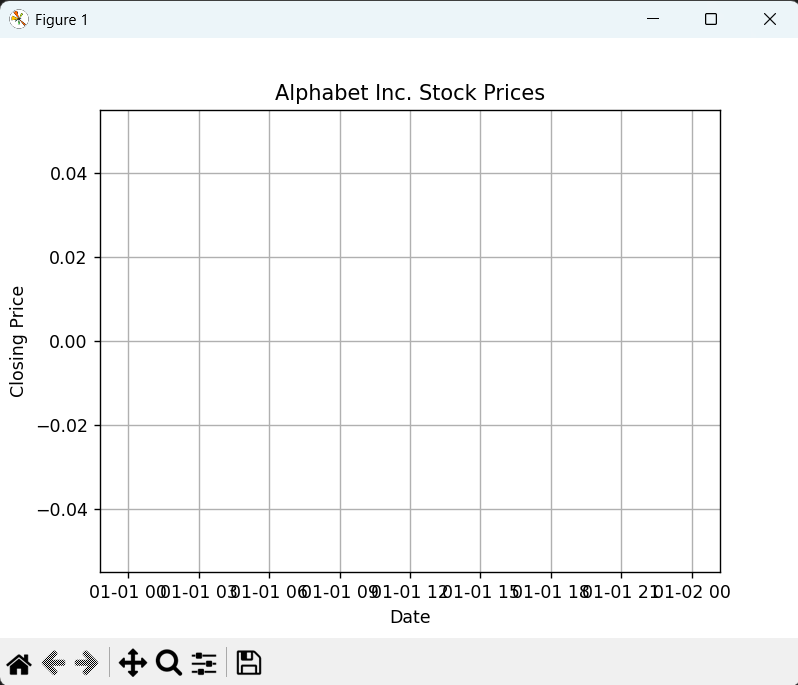 Figure 1
Alphabet Inc. Stock Prices
0.04
0.02
0.00
−0.02
−0.04
Closing Price
01-01 00 01-01 03 01-01 06 01-01 09 01-01 12 01-01 15 01-01 18 01-01 21 01-02 00
Date